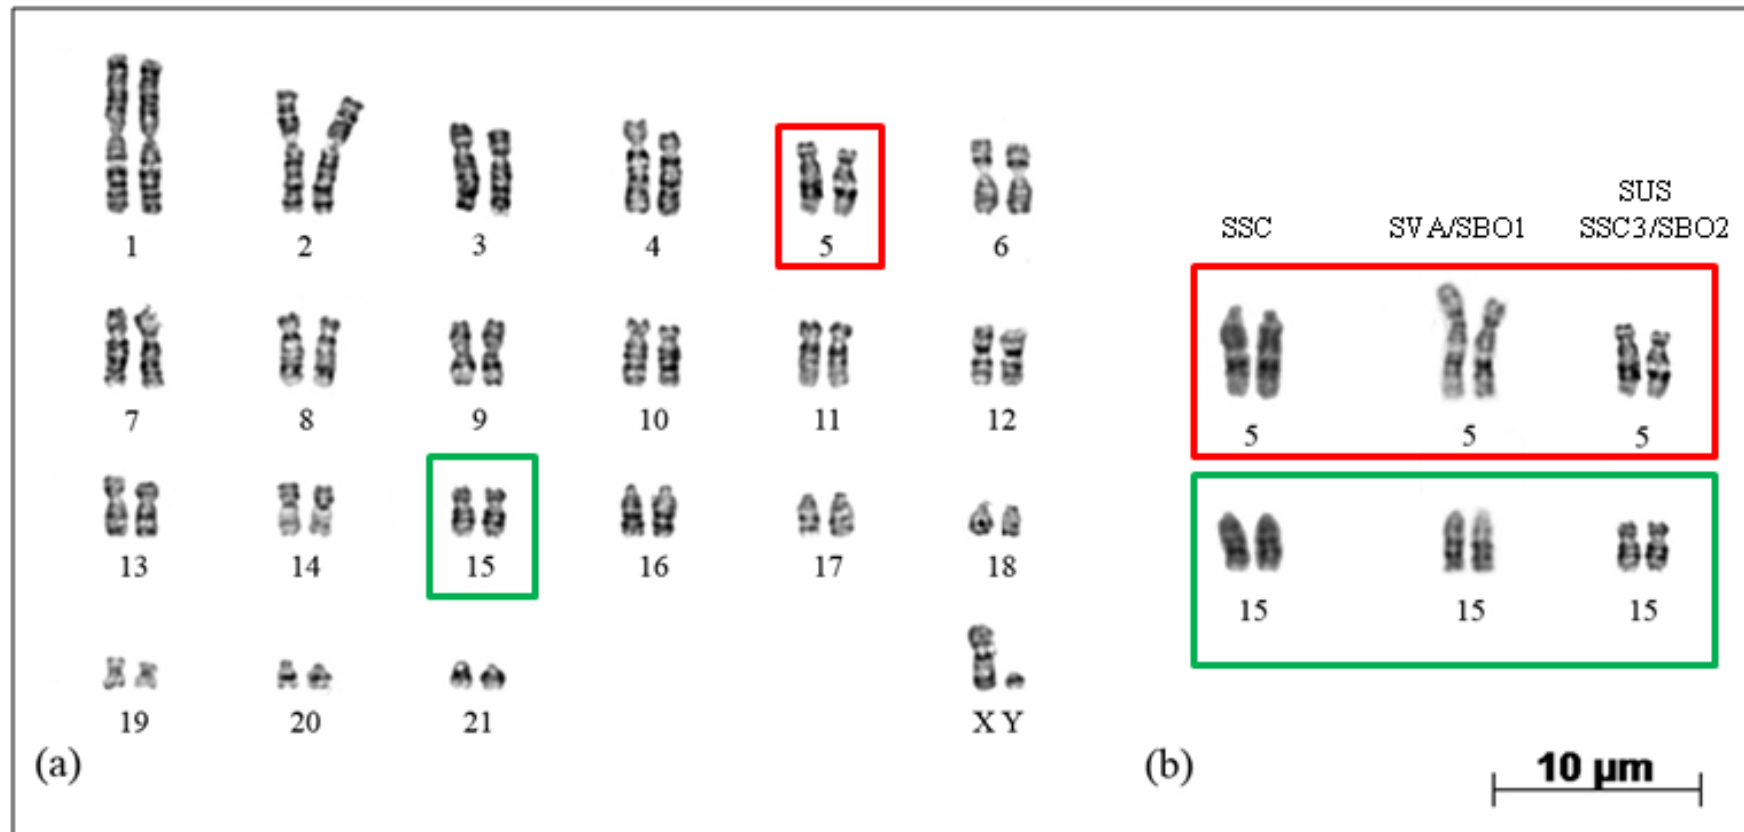 1 2 3 4 5 6
7 8 9 10 11 12
13 14 15 16 17 18
19 20 21 X Y
(a)
SUS
SSC SVA/SBO1 SSC3/SBO2
5 5 5
15 15 15
(b)
10 μm